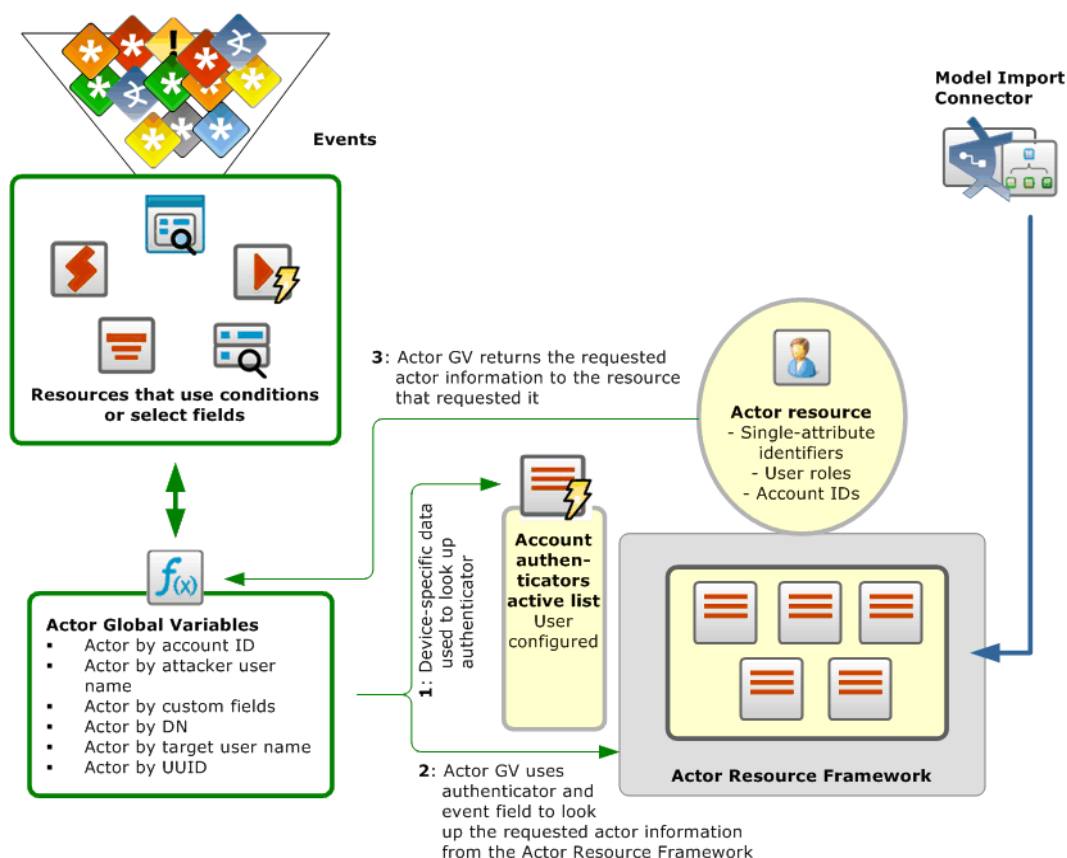 Model Import
Connector
Events
Resources that use conditions
or select fields
3: Actor GV returns the requested
actor information to the resource
that requested it
Actor resource
- Single-attribute
identifiers
- User roles
- Account IDs
1: Device-specific data
used to look up
authenticator
Account
authen-
ticators
active list
User
configured
f(x)
Actor Global Variables
▪ Actor by account ID
▪ Actor by attacker user
name
▪ Actor by custom fields
▪ Actor by DN
▪ Actor by target user name
▪ Actor by UUID
Actor Resource Framework
2: Actor GV uses
authenticator and
event field to look
up the requested actor information
from the Actor Resource Framework